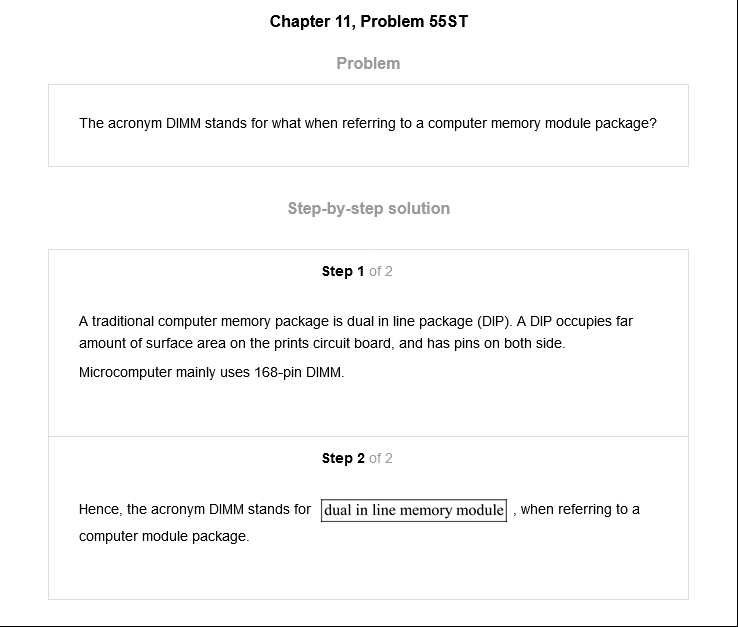 Chapter 11, Problem 55ST
Problem
The acronym DIMM stands for what when referring to a computer memory module package?
Step-by-step solution
Step 1 of 2
A traditional computer memory package is dual in line package (DIP). A DIP occupies far
amount of surface area on the prints circuit board, and has pins on both side.
Microcomputer mainly uses 168-pin DIMM.
Step 2 of 2
Hence, the acronym DIMM stands for dual in line memory module , when referring to a
computer module package.